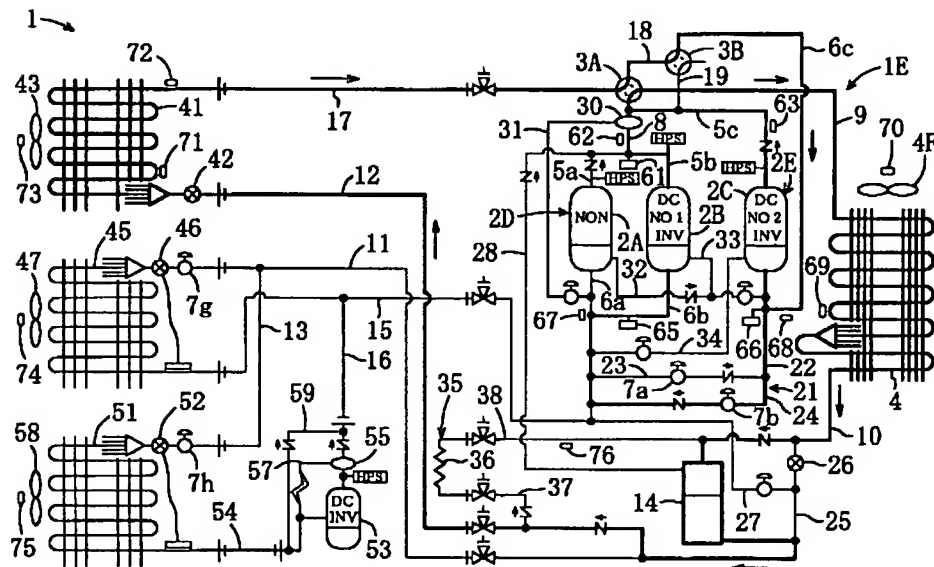 1
72
43
41
71
42
73
17
12
18
3A
3B
6c
19
1E
30
31
62
8
HPS
5c
63
9
70
4F
61
5a
HPS
5b
HPS
2C
2E
2D
NON
2A
DC
NO 1
INV
2B
DC
NO 2
INV
45
46
11
47
7g
74
15
13
16
28
32
33
67
6a
6b
65
34
66
68
69
22
23
7a
21
24
7b
4
10
51
52
58
7h
75
59
57
55
HPS
DC
INV
53
54
35
38
36
76
37
14
26
27
25